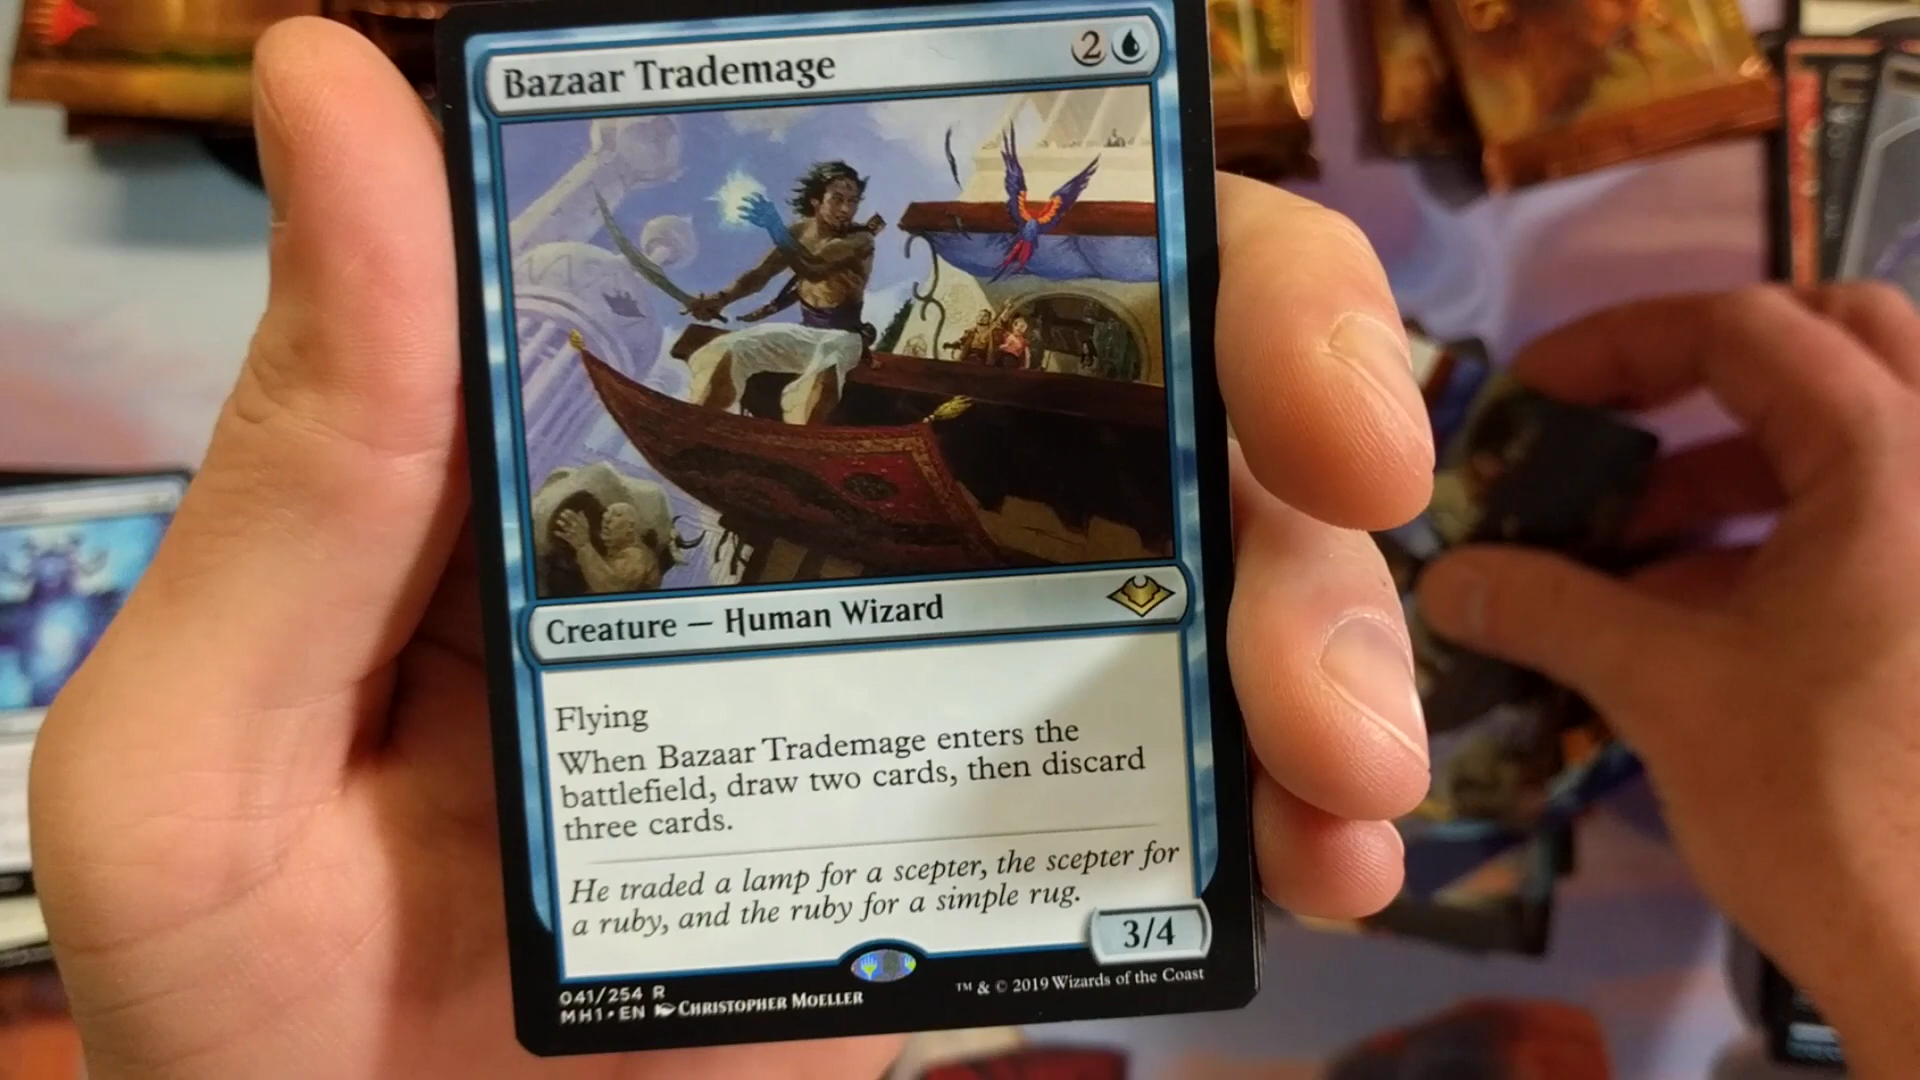 Bazaar Trademage 2
Creature — Human Wizard
Flying
When Bazaar Trademage enters the
battlefield, draw two cards, then discard
three cards.
He traded a lamp for a scepter, the scepter for
a ruby, and the ruby for a simple rug.
3/4
041/254 R
MH1 • EN Christopher Moeller
™ & © 2019 Wizards of the Coast